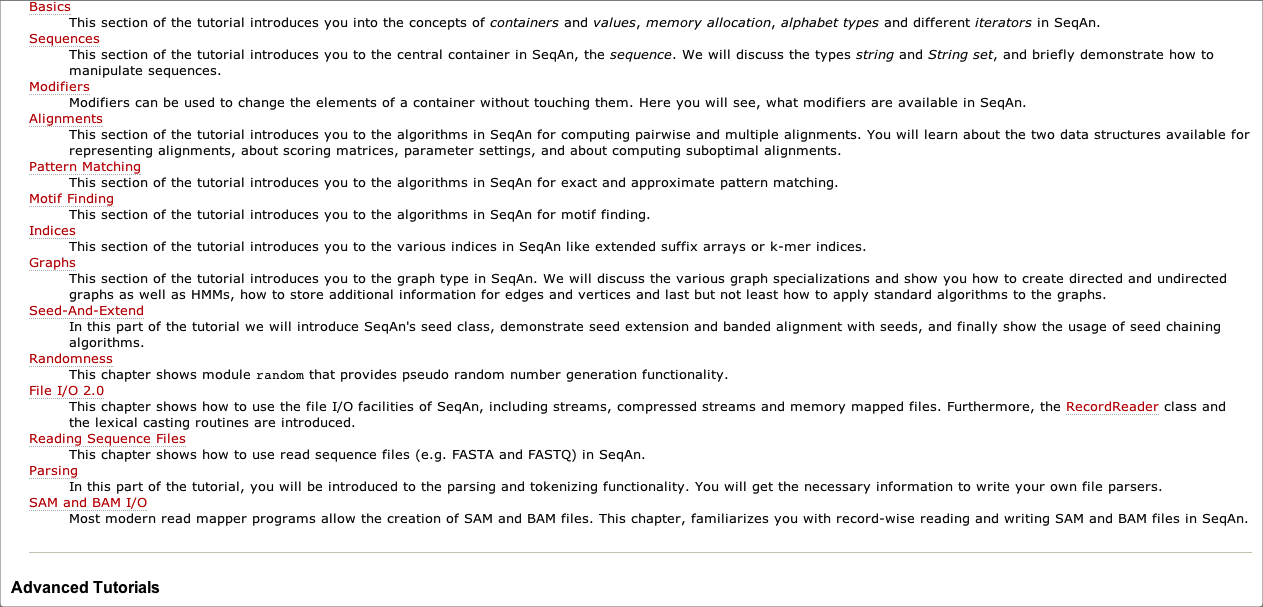 Basics
This section of the tutorial introduces you into the concepts of containers and values, memory allocation, alphabet types and different iterators in SeqAn.
Sequences
This section of the tutorial introduces you to the central container in SeqAn, the sequence. We will discuss the types string and String set, and briefly demonstrate how to
manipulate sequences.
Modifiers
Modifiers can be used to change the elements of a container without touching them. Here you will see, what modifiers are available in SeqAn.
Alignments
This section of the tutorial introduces you to the algorithms in SeqAn for computing pairwise and multiple alignments. You will learn about the two data structures available for
representing alignments, about scoring matrices, parameter settings, and about computing suboptimal alignments.
Pattern Matching
This section of the tutorial introduces you to the algorithms in SeqAn for exact and approximate pattern matching.
Motif Finding
This section of the tutorial introduces you to the algorithms in SeqAn for motif finding.
Indices
This section of the tutorial introduces you to the various indices in SeqAn like extended suffix arrays or k-mer indices.
Graphs
This section of the tutorial introduces you to the graph type in SeqAn. We will discuss the various graph specializations and show you how to create directed and undirected
graphs as well as HMMs, how to store additional information for edges and vertices and last but not least how to apply standard algorithms to the graphs.
Seed-And-Extend
In this part of the tutorial we will introduce SeqAn's seed class, demonstrate seed extension and banded alignment with seeds, and finally show the usage of seed chaining
algorithms.
Randomness
This chapter shows module random that provides pseudo random number generation functionality.
File I/O 2.0
This chapter shows how to use the file I/O facilities of SeqAn, including streams, compressed streams and memory mapped files. Furthermore, the RecordReader class and
the lexical casting routines are introduced.
Reading Sequence Files
This chapter shows how to use read sequence files (e.g. FASTA and FASTQ) in SeqAn.
Parsing
In this part of the tutorial, you will be introduced to the parsing and tokenizing functionality. You will get the necessary information to write your own file parsers.
SAM and BAM I/O
Most modern read mapper programs allow the creation of SAM and BAM files. This chapter, familiarizes you with record-wise reading and writing SAM and BAM files in SeqAn.
Advanced Tutorials